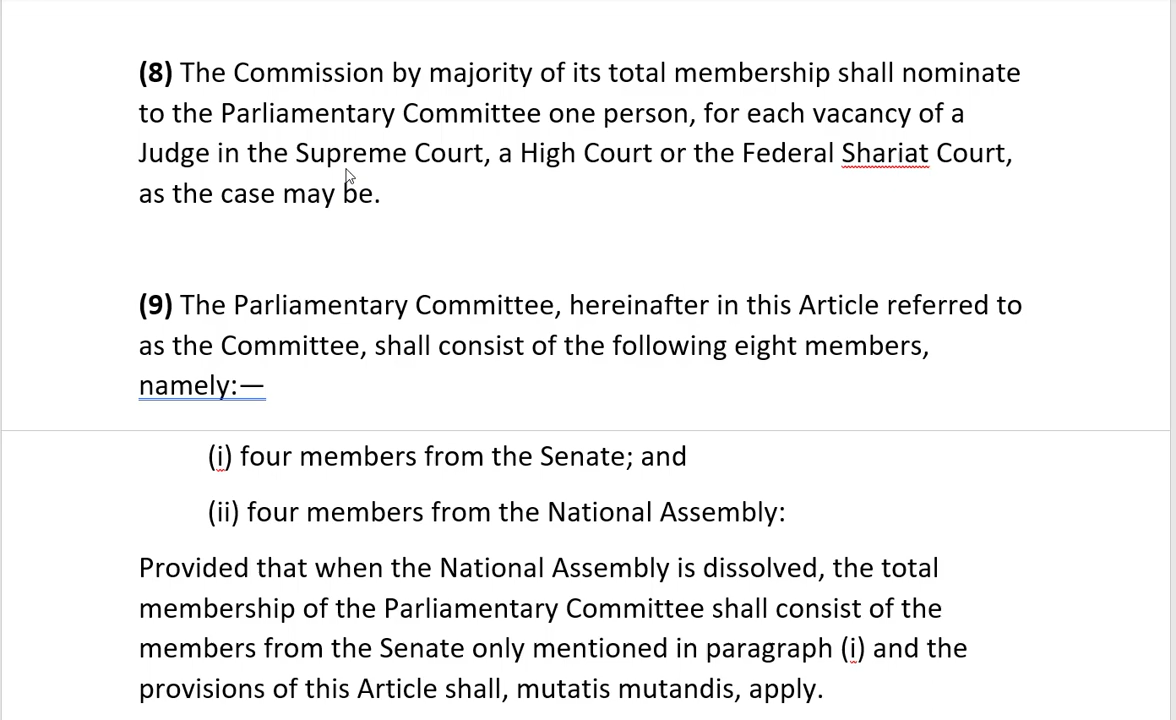 (8) The Commission by majority of its total membership shall nominate
to the Parliamentary Committee one person, for each vacancy of a
Judge in the Supreme Court, a High Court or the Federal Shariat Court,
as the case may be.
(9) The Parliamentary Committee, hereinafter in this Article referred to
as the Committee, shall consist of the following eight members,
namely:—
(i) four members from the Senate; and
(ii) four members from the National Assembly:
Provided that when the National Assembly is dissolved, the total
membership of the Parliamentary Committee shall consist of the
members from the Senate only mentioned in paragraph (i) and the
provisions of this Article shall, mutatis mutandis, apply.